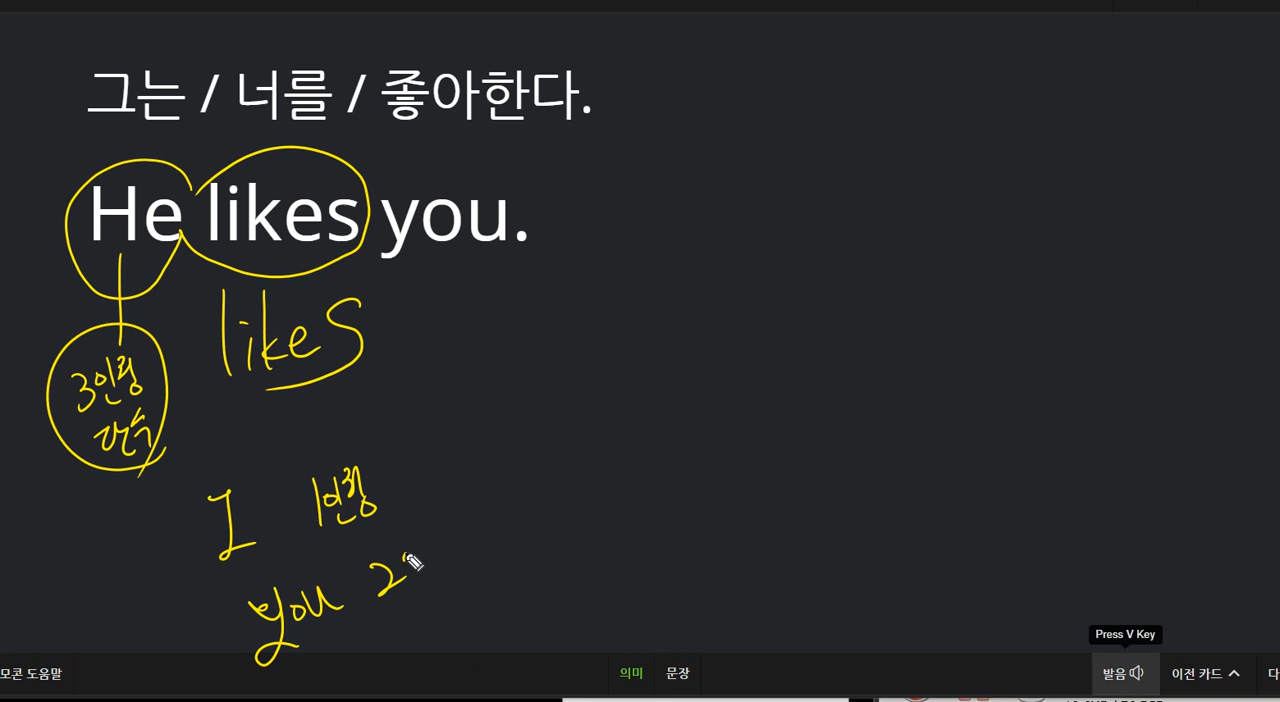 그는 / 너를 / 좋아한다.
He likes you.
likes
3인칭
단수
I 1인칭
you 2
Press V Key
모콘 도움말
의미
문장
발음
이전 카드
다